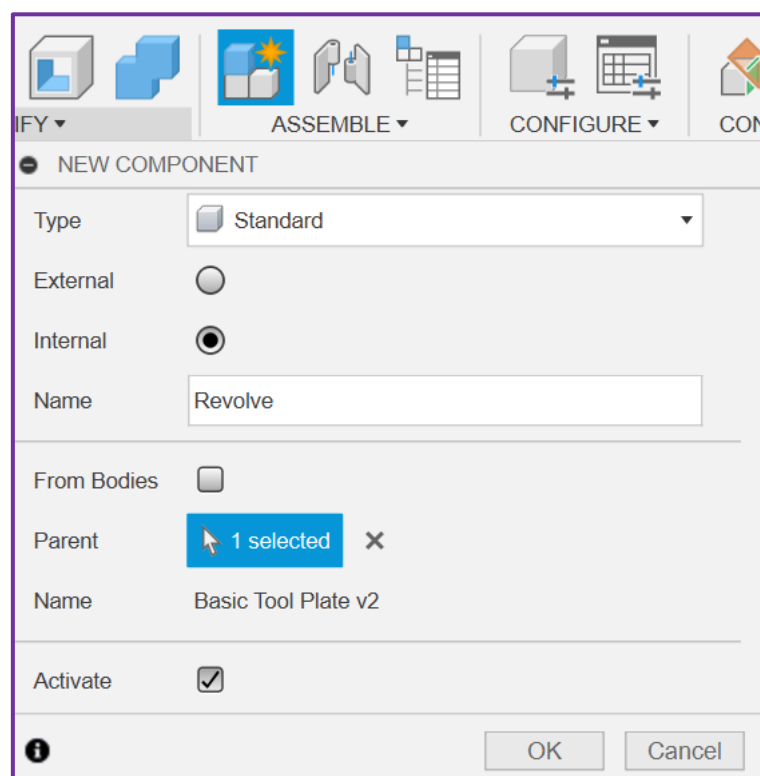 IFY ASSEMBLE CONFIGURE CON
NEW COMPONENT
Type Standard
External
Internal
Name Revolve
From Bodies
Parent 1 selected
Name Basic Tool Plate v2
Activate
OK Cancel